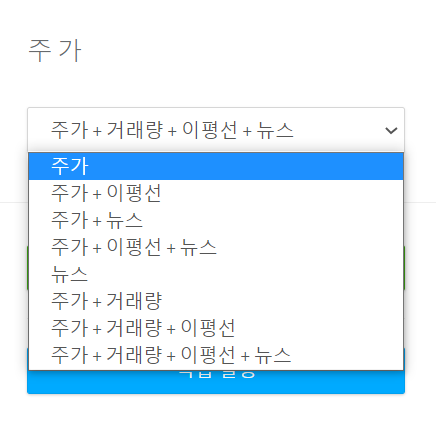 주 가
주가 + 거래량 + 이평선 + 뉴스
주가
주가 + 이평선
주가 + 뉴스
주가 + 이평선 + 뉴스
뉴스
주가 + 거래량
주가 + 거래량 + 이평선
주가 + 거래량 + 이평선 + 뉴스